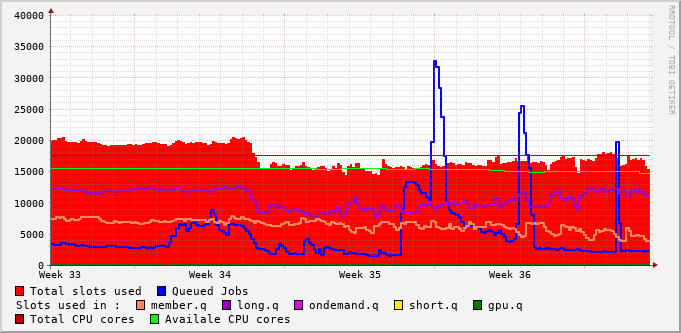 40000
35000
30000
25000
20000
15000
10000
5000
0
Week 33 Week 34 Week 35 Week 36
RRDTOOL / TOBI OETIKER
Total slots used Queued Jobs
Slots used in : member.q long.q ondemand.q short.q gpu.q
Total CPU cores Availale CPU cores